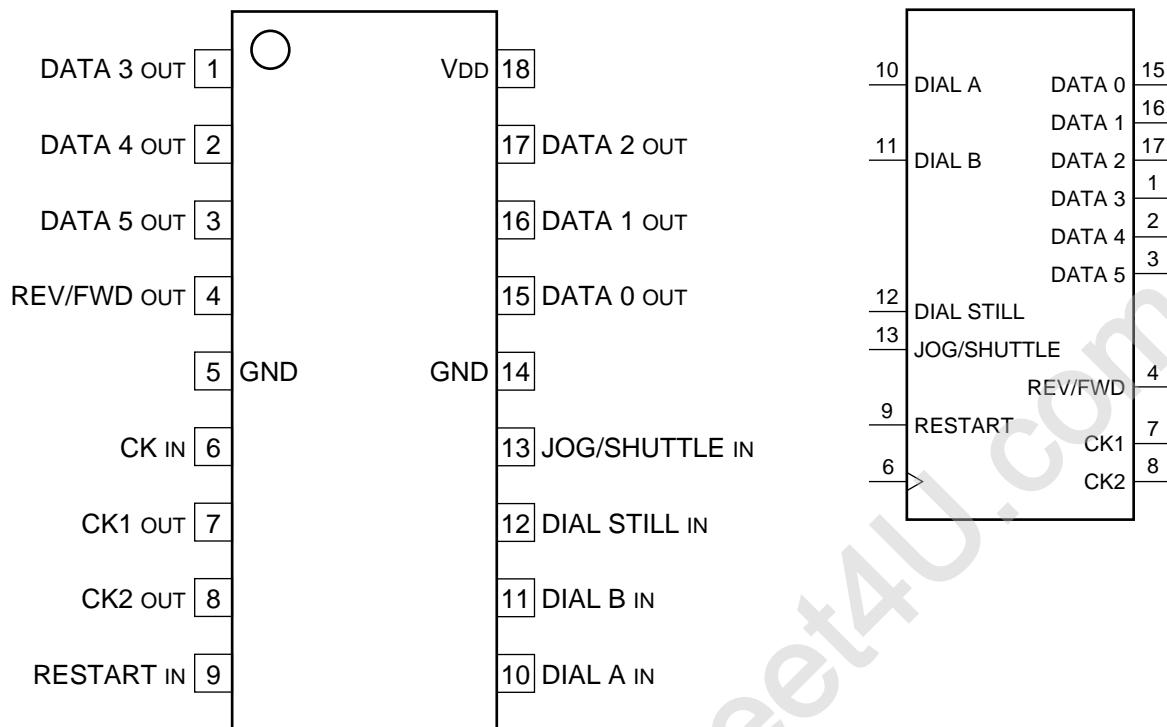 DATA 3 OUT 1
DATA 4 OUT 2
DATA 5 OUT 3
REV/FWD OUT 4
5 GND
CK IN 6
CK1 OUT 7
CK2 OUT 8
RESTART IN 9
VDD 18
17 DATA 2 OUT
16 DATA 1 OUT
15 DATA 0 OUT
GND 14
13 JOG/SHUTTLE IN
12 DIAL STILL IN
11 DIAL B IN
10 DIAL A IN
10 DIAL A
11 DIAL B
12 DIAL STILL
13 JOG/SHUTTLE
9 RESTART
6
DATA 0 15
DATA 1 16
DATA 2 17
DATA 3 1
DATA 4 2
DATA 5 3
REV/FWD 4
CK1 7
CK2 8
eet4U.com